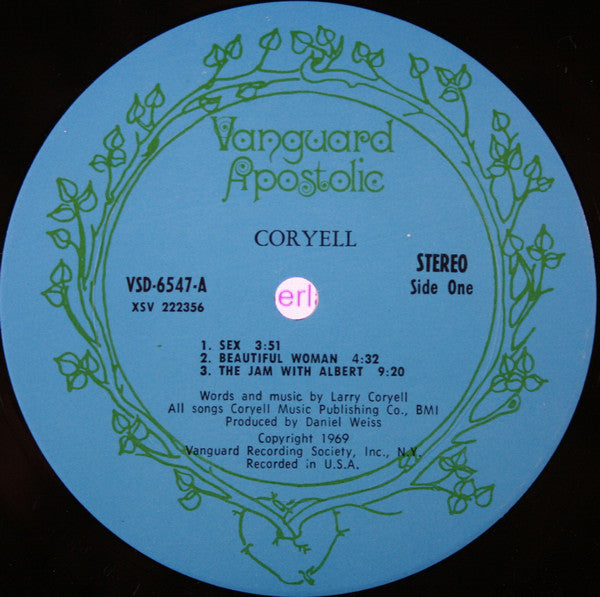 Vanguard
Apostolic
CORYELL
VSD-6547-A
XSV 222356
STEREO
Side One
erl
1. SEX 3:51
2. BEAUTIFUL WOMAN 4:32
3. THE JAM WITH ALBERT 9:20
Words and music by Larry Coryell
All songs Coryell Music Publishing Co., BMI
Produced by Daniel Weiss
Copyright 1969
Vanguard Recording Society, Inc., N.Y.
Recorded in U.S.A.